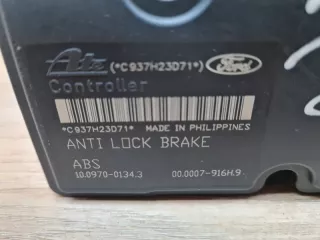 Ate (*C937H23D71*) Ford
Controller
*C937H23D71* MADE IN PHILIPPINES
ANTI LOCK BRAKE
ABS
10.0970-0134.3 00.0007-916H.9